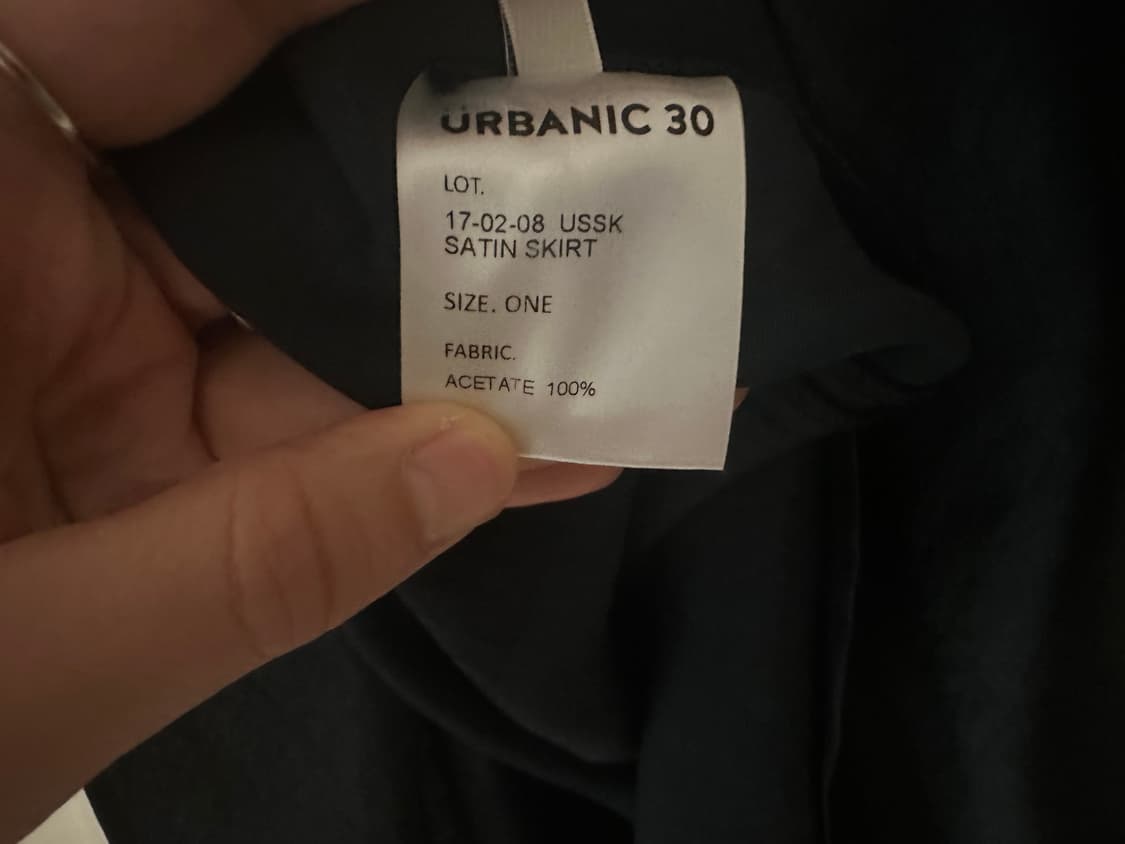 URBANIC 30
LOT.
17-02-08 USSK
SATIN SKIRT
SIZE. ONE
FABRIC.
ACETATE 100%